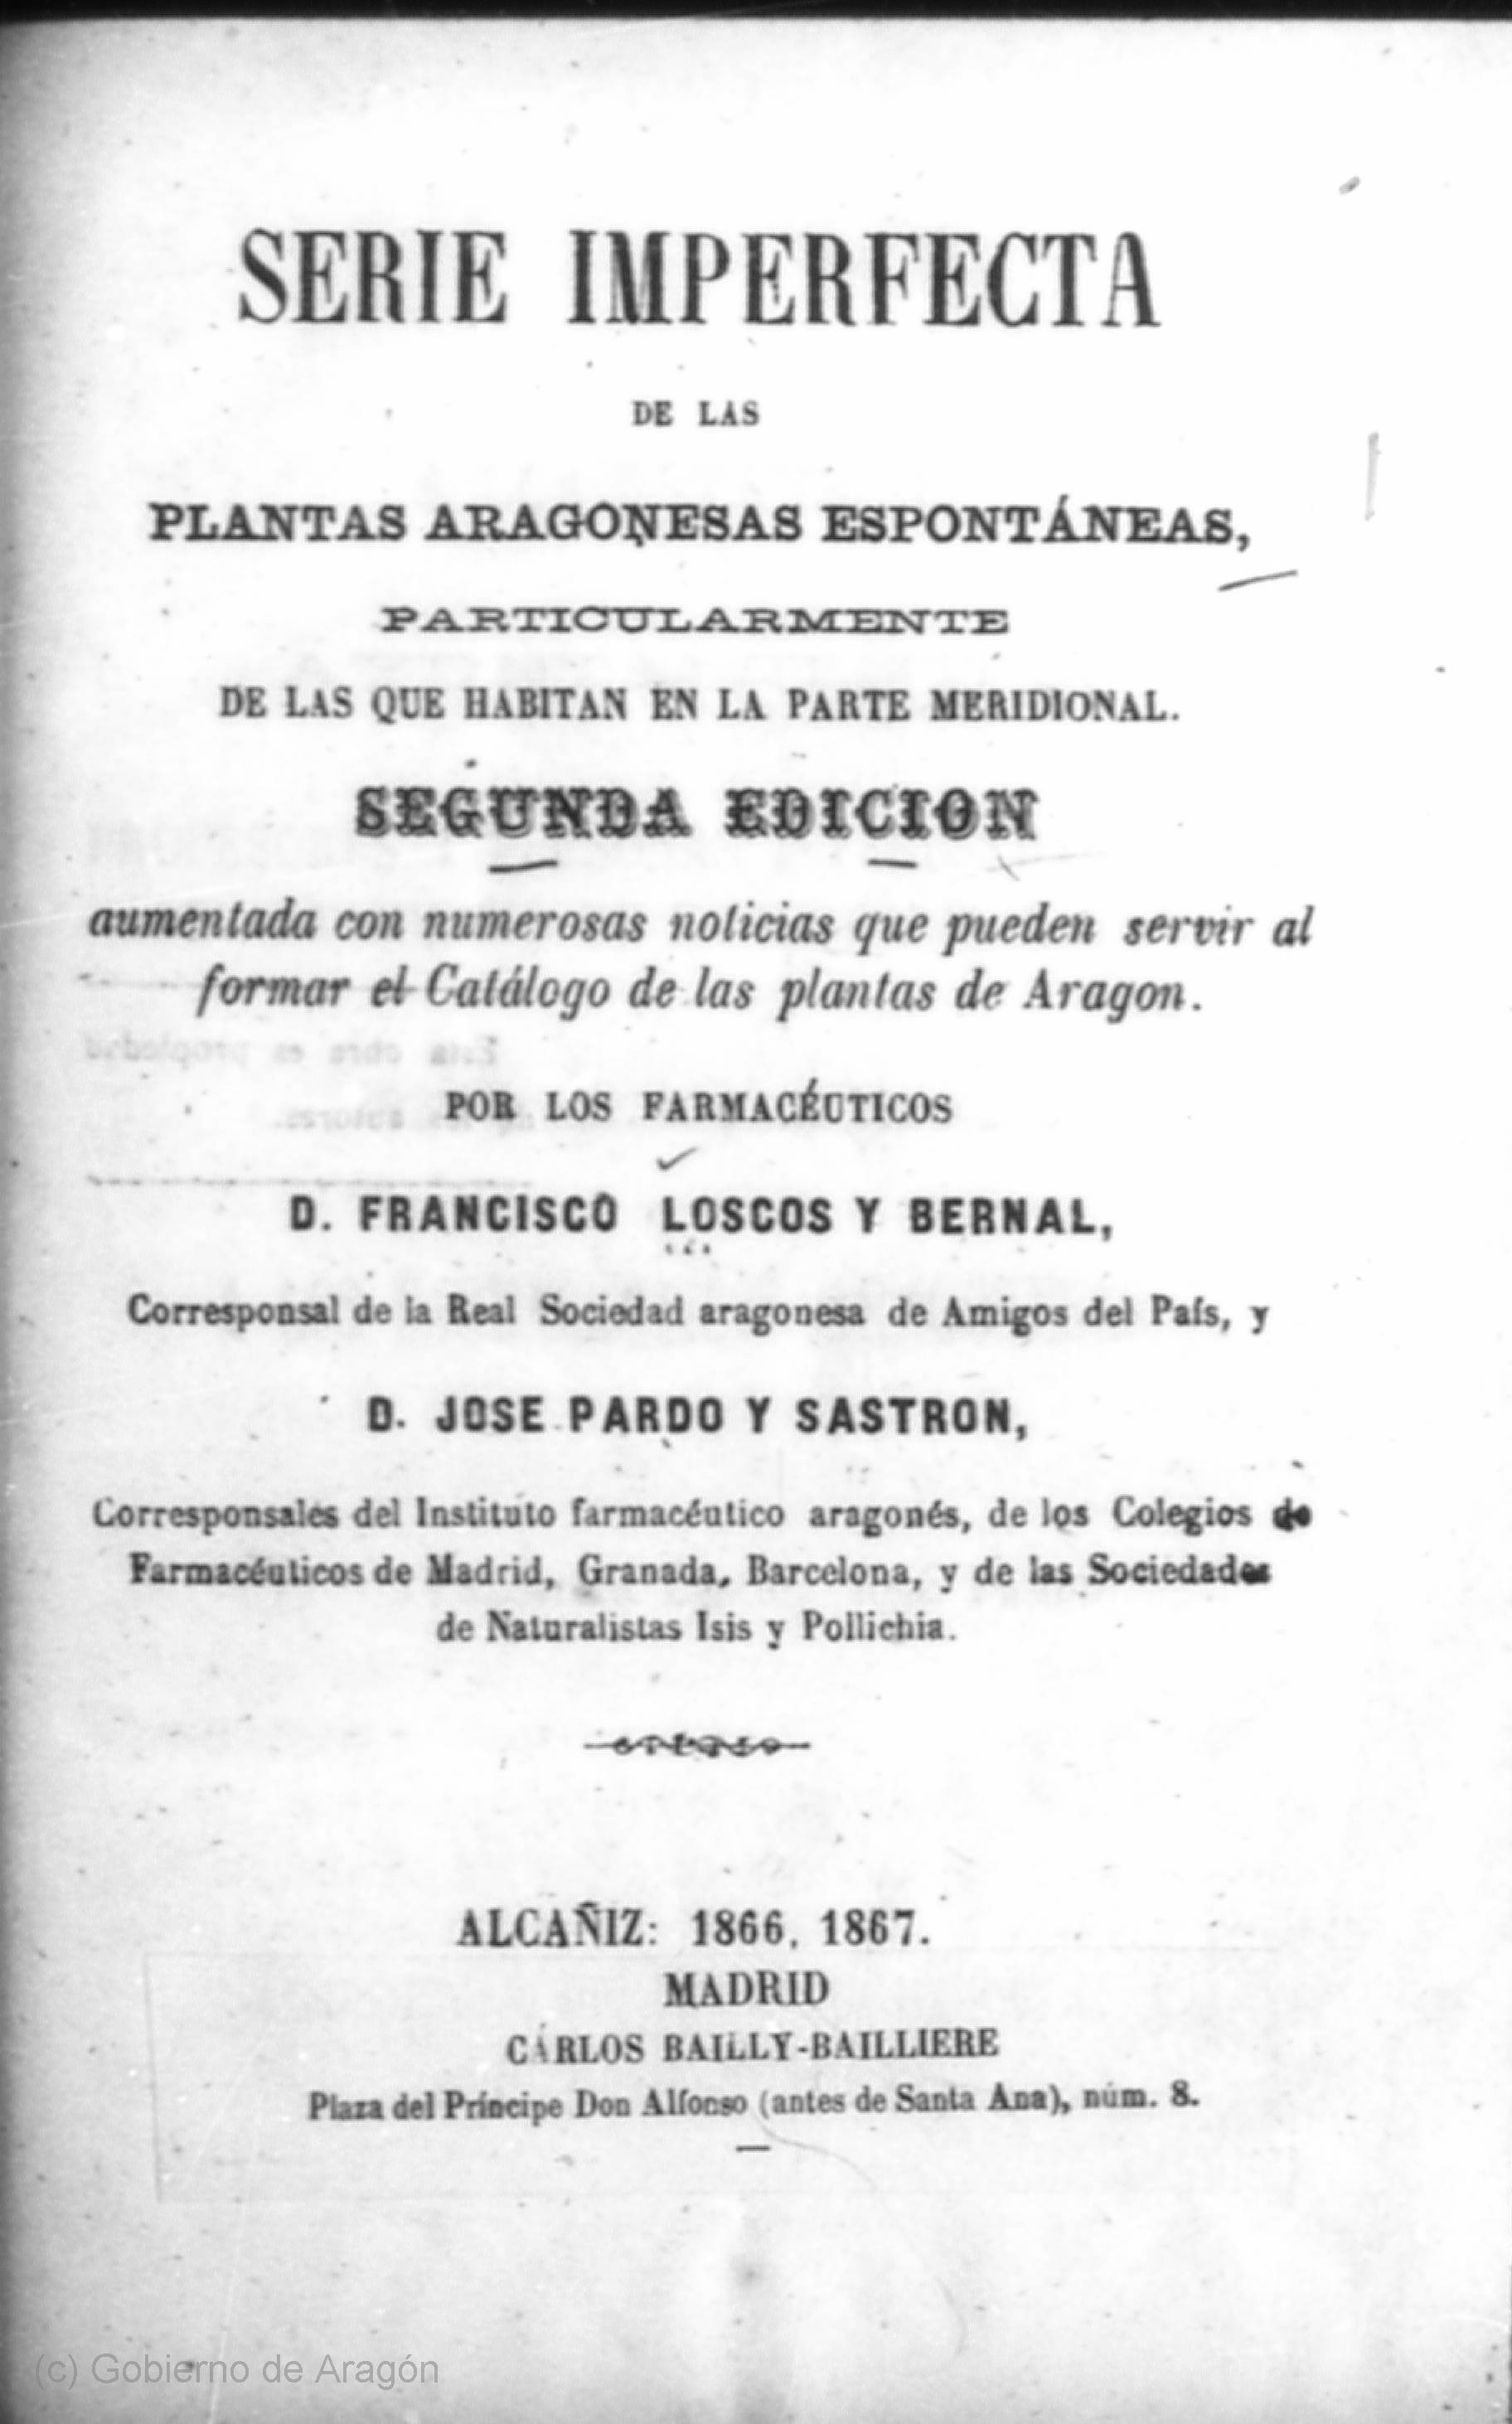 SERIE IMPERFECTA
DE LAS
PLANTAS ARAGONESAS ESPONTÁNEAS,
PARTICULARMENTE
DE LAS QUE HABITAN EN LA PARTE MERIDIONAL.
SEGUNDA EDICION
aumentada con numerosas noticias que pueden servir al
formar el Catálogo de las plantas de Aragon.
POR LOS FARMACÉUTICOS
D. FRANCISCO LOSCOS Y BERNAL,
Corresponsal de la Real Sociedad aragonesa de Amigos del País, y
D. JOSE PARDO Y SASTRON,
Corresponsales del Instituto farmacéutico aragonés, de los Colegios de
Farmacéuticos de Madrid, Granada, Barcelona, y de las Sociedades
de Naturalistas Isis y Pollichia.
ALCAÑIZ: 1866, 1867.
MADRID
CÁRLOS BAILLY-BAILLIERE
Plaza del Príncipe Don Alfonso (antes de Santa Ana), núm. 8.
(c) Gobierno de Aragón